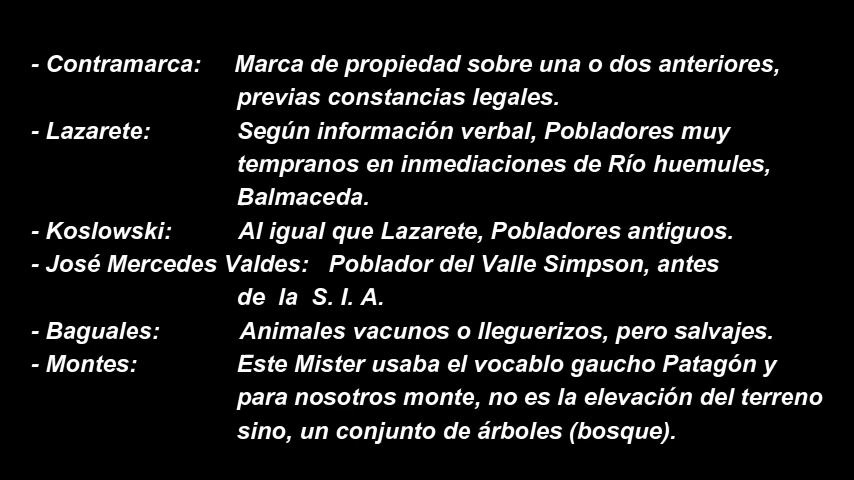 - Contramarca: Marca de propiedad sobre una o dos anteriores,
previas constancias legales.
- Lazarete: Según información verbal, Pobladores muy
tempranos en inmediaciones de Río huemules,
Balmaceda.
- Koslowski: Al igual que Lazarete, Pobladores antiguos.
- José Mercedes Valdes: Poblador del Valle Simpson, antes
de la S. I. A.
- Baguales: Animales vacunos o lleguerizos, pero salvajes.
- Montes: Este Mister usaba el vocablo gaucho Patagón y
para nosotros monte, no es la elevación del terreno
sino, un conjunto de árboles (bosque).